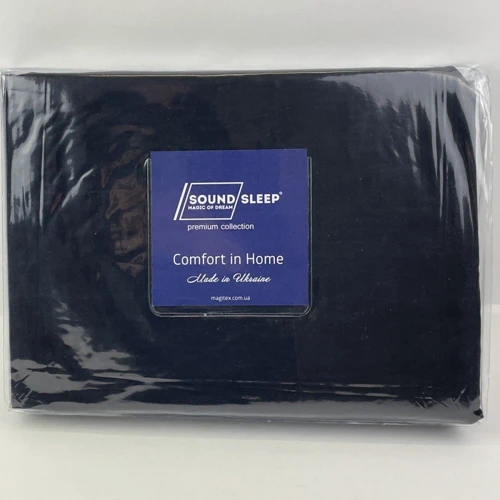 SOUND SLEEP®
MAGIC OF DREAM
premium collection
Comfort in Home
Made in Ukraine
magitex.com.ua